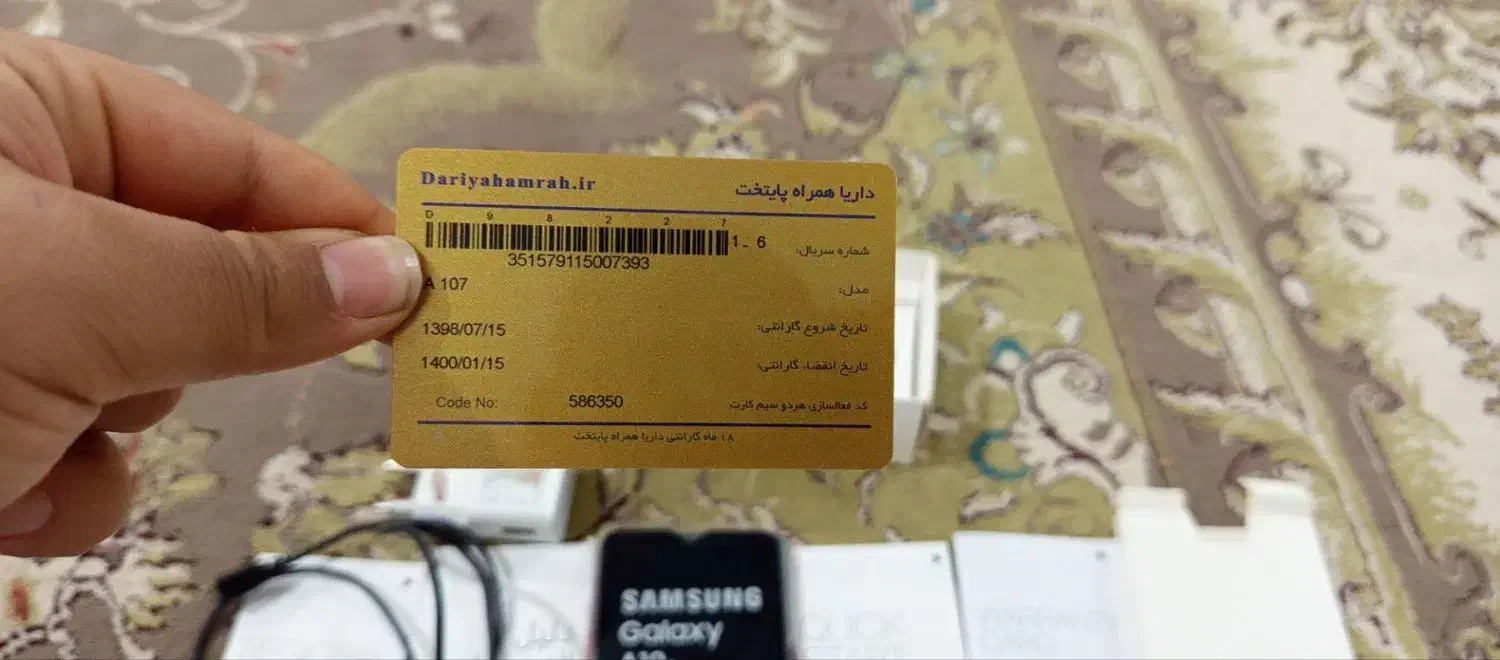 Dariyahamrah.ir
داریا همراه پایتخت
D 9 8 2 2 7
شماره سریال: 1 - 6
351579115007393
مدل: A 107
تاریخ شروع گارانتی: 1398/07/15
تاریخ انقضاء گارانتی: 1400/01/15
کد فعالسازی هردو سیم کارت 586350 Code No:
۱۸ ماه گارانتی داریا همراه پایتخت
SAMSUNG
Galaxy
QUICK